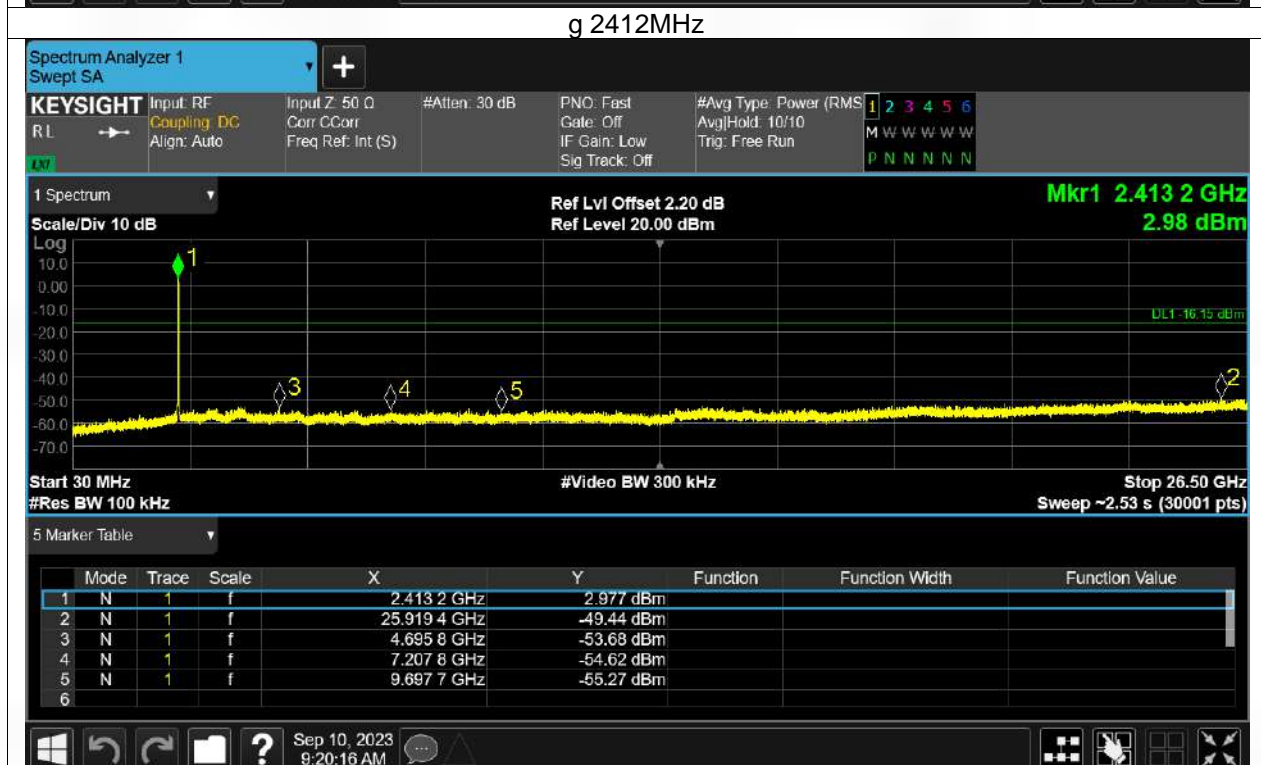 g 2412MHz
Spectrum Analyzer 1
Swept SA
+
KEYSIGHT Input: RF Input Z: 50 Ω #Atten: 30 dB PNO: Fast #Avg Type: Power (RMS 1 2 3 4 5 6
RL Coupling: DC Corr CCorr Gate: Off Avg|Hold: 10/10 M W W W W W
Align: Auto Freq Ref: Int (S) IF Gain: Low Trig: Free Run
LXI Sig Track: Off P N N N N N
1 Spectrum Ref Lvl Offset 2.20 dB Mkr1 2.413 2 GHz
Scale/Div 10 dB Ref Level 20.00 dBm 2.98 dBm
Log
1
10.0
0.00
-10.0
DL1 -16.15 dBm
-20.0
-30.0
-40.0
3 4 5 2
-50.0
-60.0
-70.0
Start 30 MHz #Video BW 300 kHz Stop 26.50 GHz
#Res BW 100 kHz Sweep ~2.53 s (30001 pts)
5 Marker Table
Mode Trace Scale X Y Function Function Width Function Value
1 N 1 f 2.413 2 GHz 2.977 dBm
2 N 1 f 25.919 4 GHz -49.44 dBm
3 N 1 f 4.695 8 GHz -53.68 dBm
4 N 1 f 7.207 8 GHz -54.62 dBm
5 N 1 f 9.697 7 GHz -55.27 dBm
6
? Sep 10, 2023
9:20:16 AM